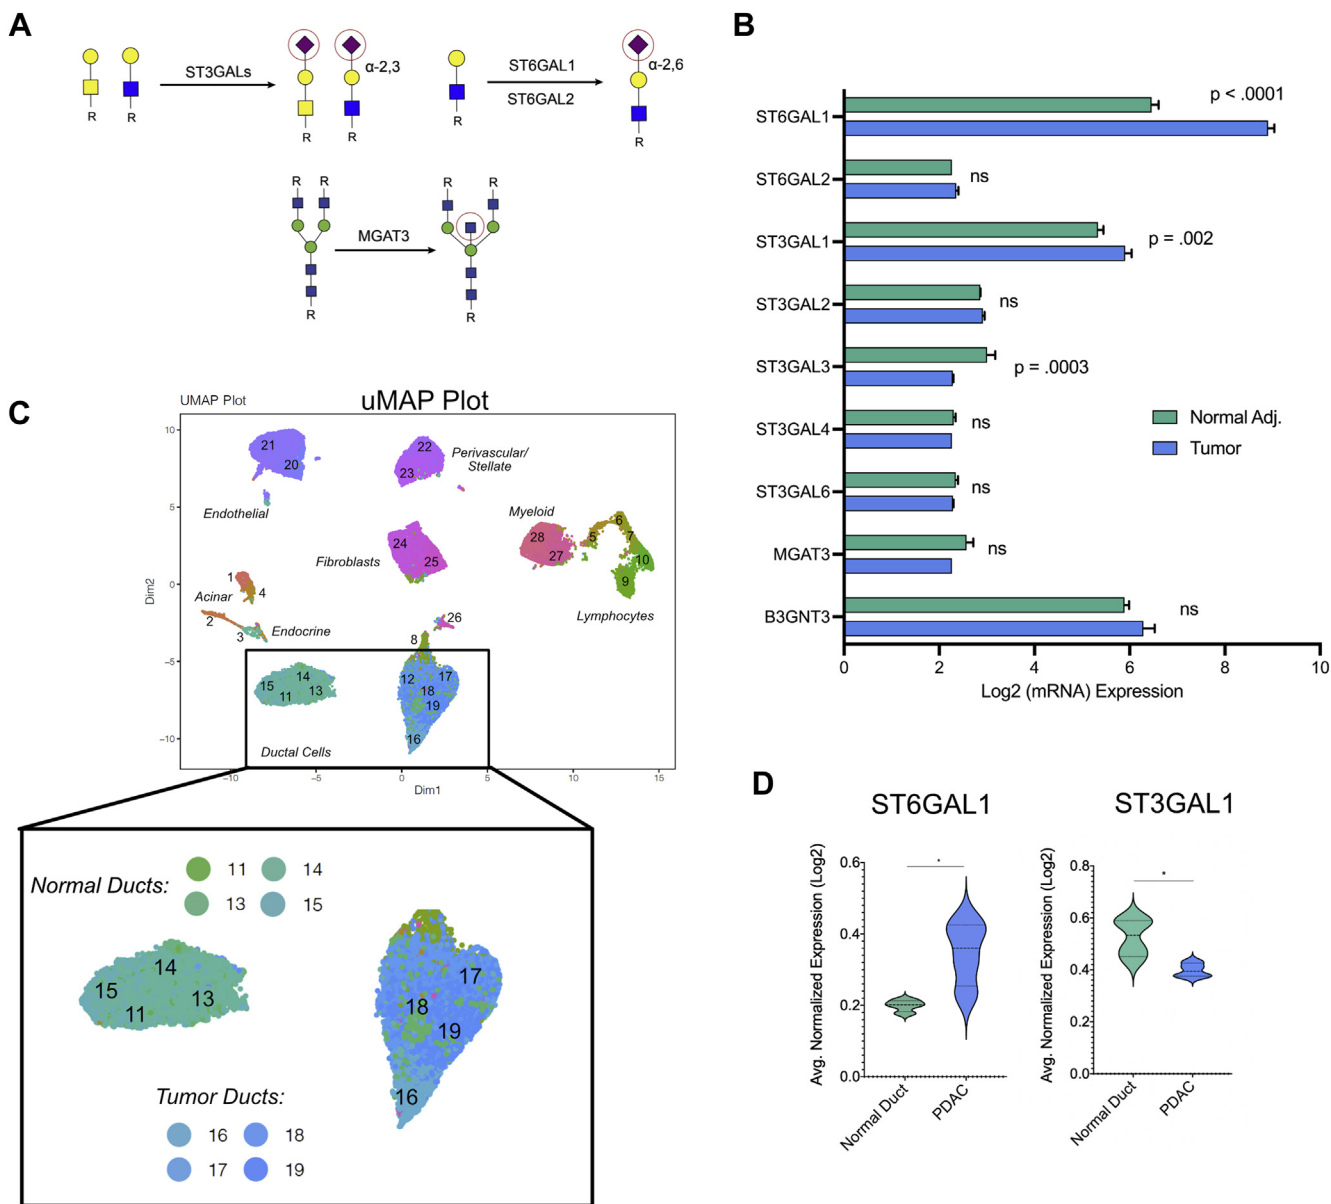 A
ST3GALs
α-2,3
R
R
R
R
ST6GAL1
ST6GAL2
α-2,6
R
R
R
R
MGAT3
R
R
R
R
B
ST6GAL1
p < .0001
ST6GAL2
ns
ST3GAL1
p = .002
ST3GAL2
ns
ST3GAL3
p = .0003
ST3GAL4
ns
ST3GAL6
ns
MGAT3
ns
B3GNT3
ns
Normal Adj.
Tumor
0
2
4
6
8
10
Log2 (mRNA) Expression
C
UMAP Plot
uMAP Plot
10
5
0
−5
−10
Dim2
21
20
Endothelial
22
23
Perivascular/
Stellate
24
25
Fibroblasts
Myeloid
28
27
5
6
7
10
9
Lymphocytes
1
4
Acinar
2
3
Endocrine
26
8
14
15
13
11
12
17
18
19
16
Ductal Cells
−10
−5
0
5
10
15
Dim1
Normal Ducts:
11
14
13
15
14
15
13
11
17
18
19
16
Tumor Ducts:
16
18
17
19
D
ST6GAL1
Avg. Normalized Expression (Log2)
0.6
0.4
0.2
0.0
*
Normal Duct
PDAC
ST3GAL1
Avg. Normalized Expression (Log2)
0.8
0.6
0.4
0.2
0.0
*
Normal Duct
PDAC